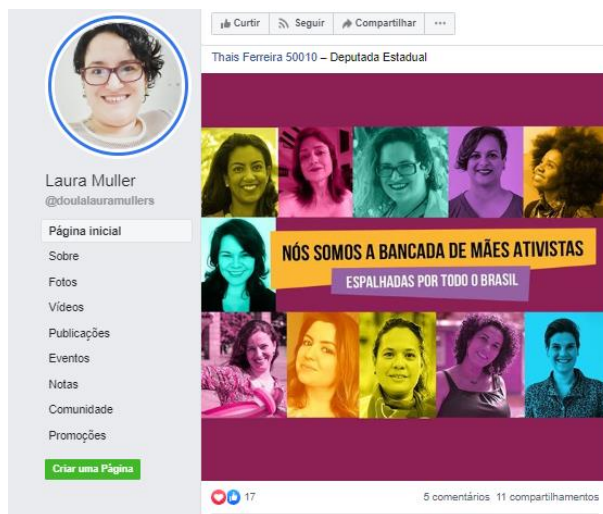 Curtir Seguir Compartilhar ...
Thais Ferreira 50010 – Deputada Estadual
Laura Muller
@doulalauramullers
Página inicial
Sobre
Fotos
Vídeos
Publicações
Eventos
Notas
Comunidade
Promoções
Criar uma Página
NÓS SOMOS A BANCADA DE MÃES ATIVISTAS
ESPALHADAS POR TODO O BRASIL
17 5 comentários 11 compartilhamentos